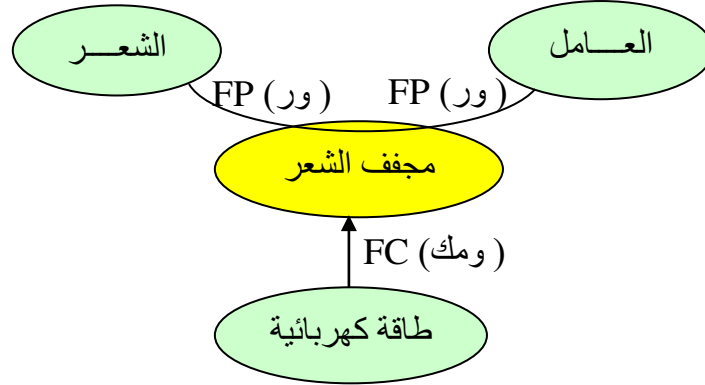 الشعـــر
العـــامل
FP (ور )
FP (ور )
مجفف الشعر
FC (ومك )
طاقة كهربائية